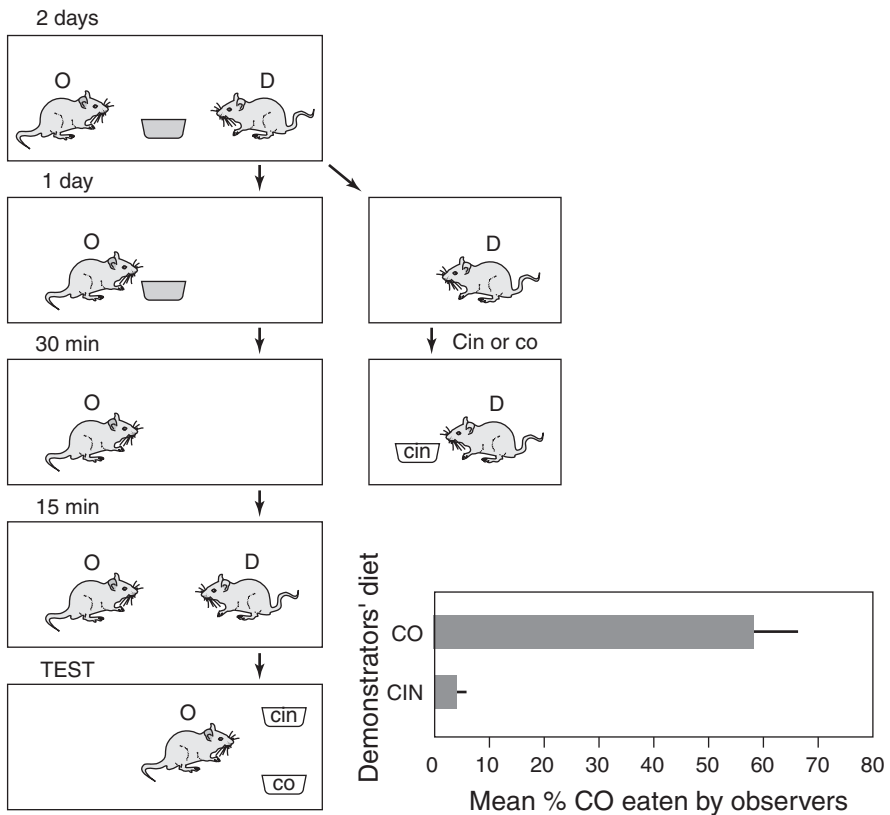 2 days
O
D
1 day
O
D
30 min
Cin or co
O
D
cin
15 min
O
D
TEST
O
cin
co
Demonstrators' diet
CO
CIN
0 10 20 30 40 50 60 70 80
Mean % CO eaten by observers